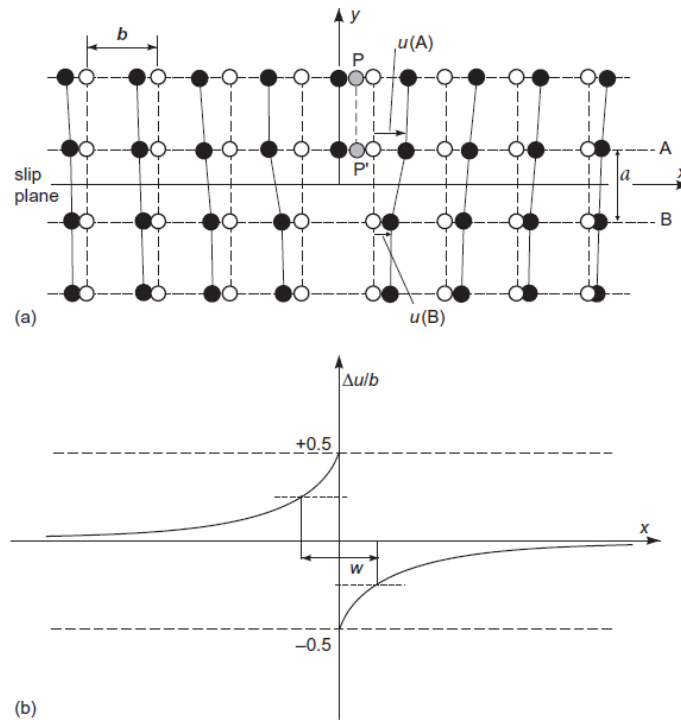 y
b
u(A)
P
A
slip
plane
P'
a
x
B
(a)
u(B)
Δu/b
+0.5
x
w
–0.5
(b)